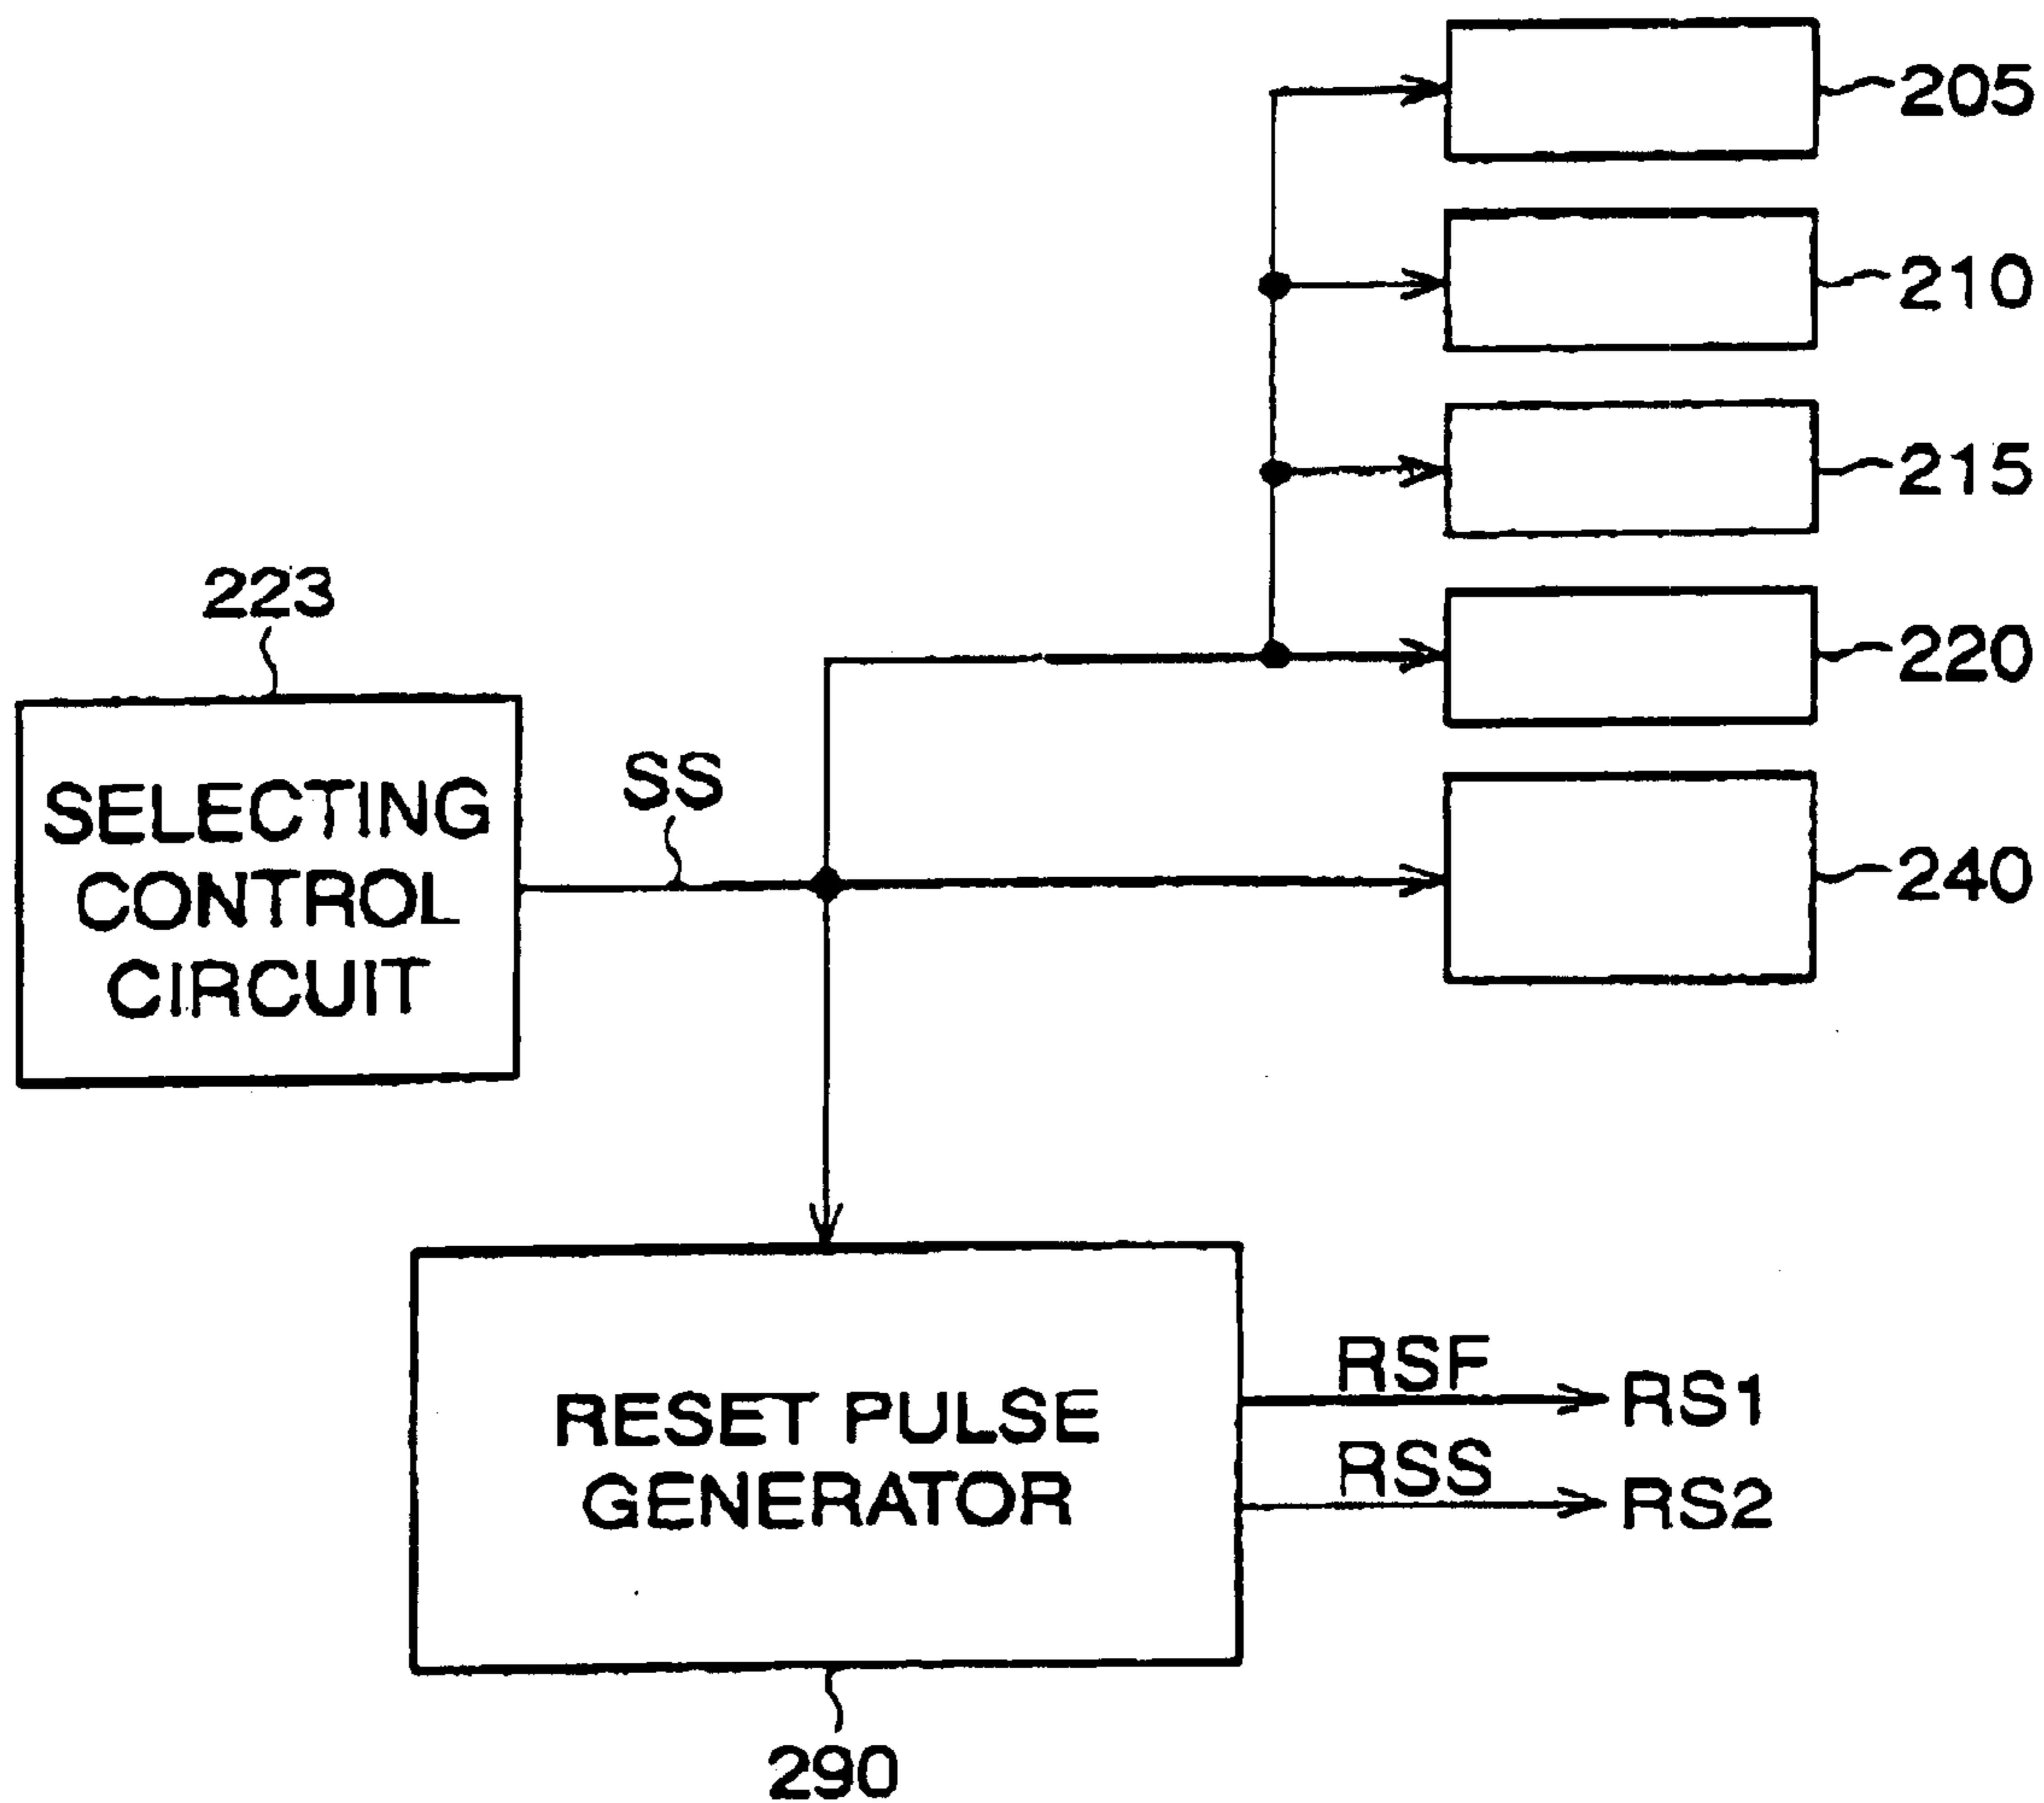 205
210
215
223
220
SS
SELECTING
CONTROL
CIRCUIT
240
RSF
RS1
RESET PULSE
GENERATOR
RSS
RS2
290